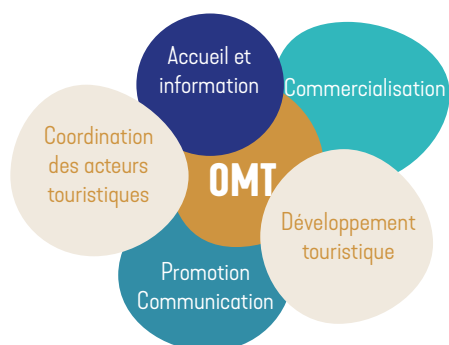 Accueil et
information
Commercialisation
Coordination
des acteurs
touristiques
OMT
Développement
touristique
Promotion
Communication